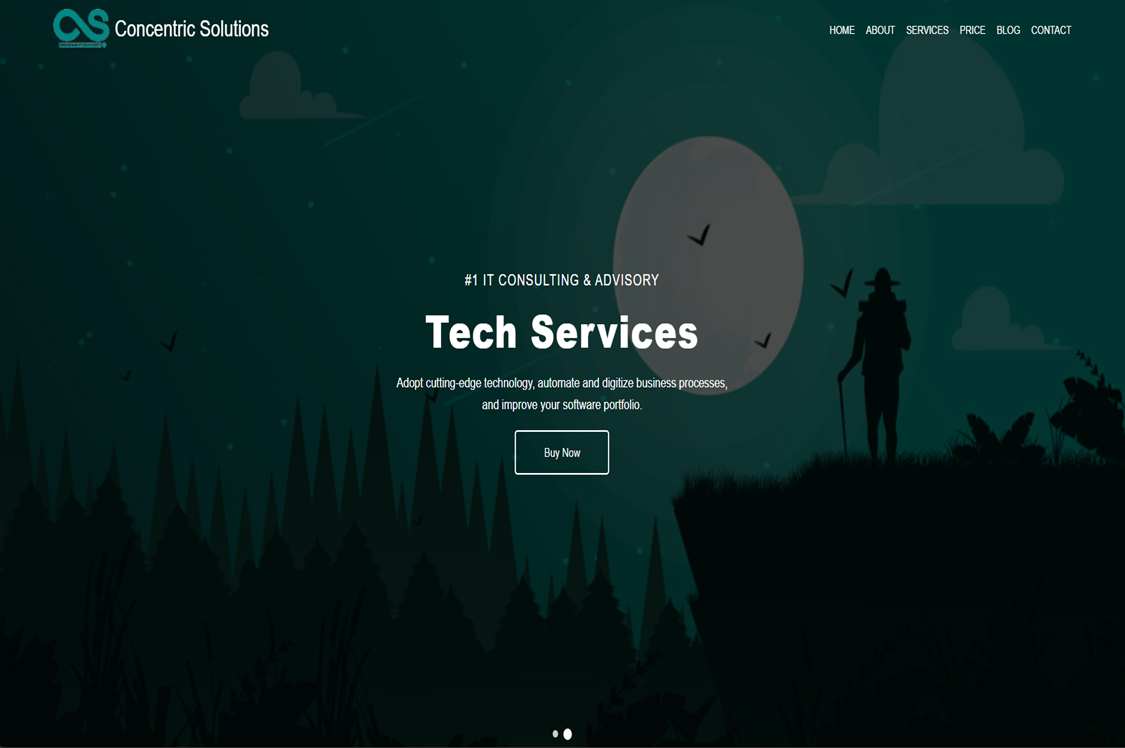 Concentric Solutions
HOME ABOUT SERVICES PRICE BLOG CONTACT
#1 IT CONSULTING & ADVISORY
Tech Services
Adopt cutting-edge technology, automate and digitize business processes,
and improve your software portfolio.
Buy Now